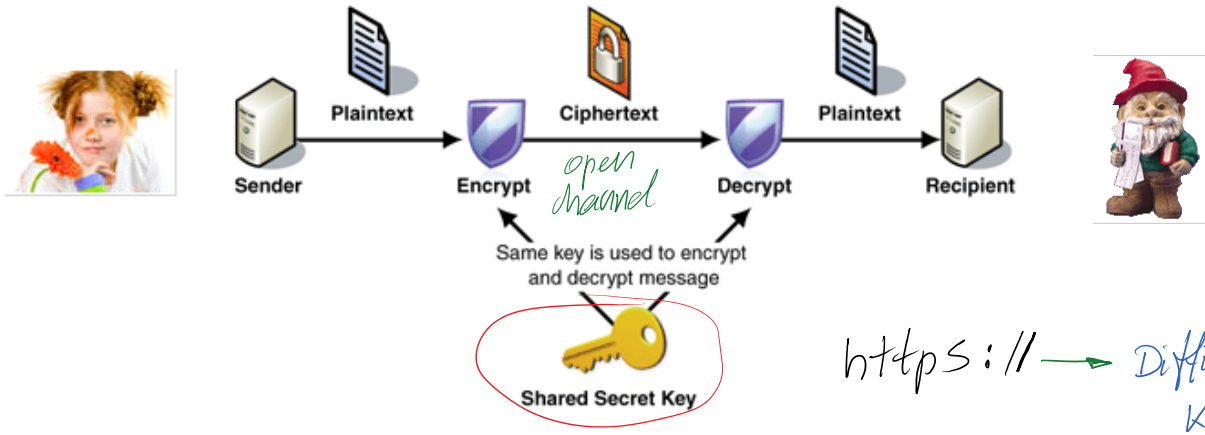 Plaintext
Ciphertext
Plaintext
Sender
Encrypt
open
channel
Decrypt
Recipient
Same key is used to encrypt
and decrypt message
Shared Secret Key
https://